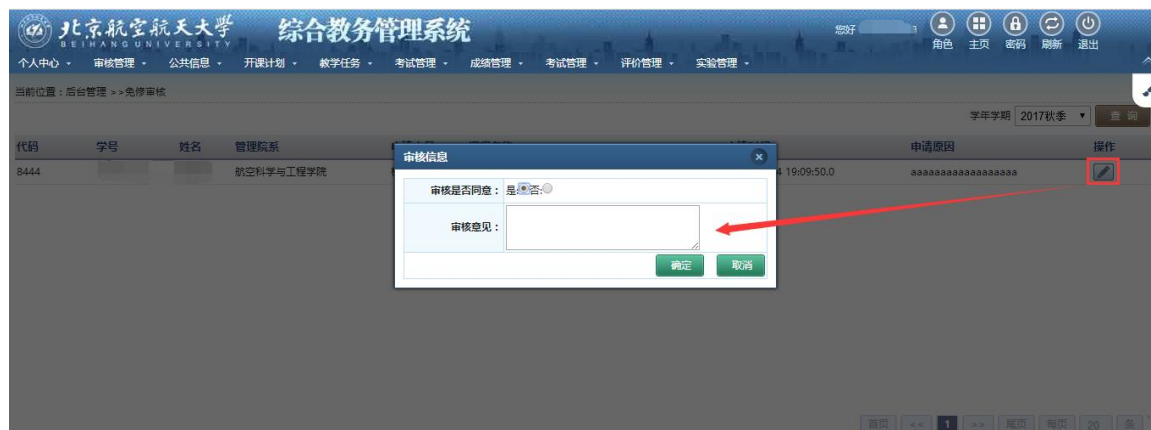 北京航空航天大学
BEIHANG UNIVERSITY
综合教务管理系统
您好
角色 主页 密码 刷新 退出
个人中心 审核管理 公共信息 开课计划 教学任务 考试管理 成绩管理 考试管理 评价管理 实验管理
当前位置：后台管理 >>免修审核
学年学期 2017秋季 查 询
代码 学号 姓名 管理院系 申请原因 操作
8444 航空科学与工程学院 4 19:09:50.0 aaaaaaaaaaaaaaaaaa
审核信息
审核是否同意： 是: 否:
审核意见：
确定 取消
首页 << 1 >> 尾页 每页 20 条